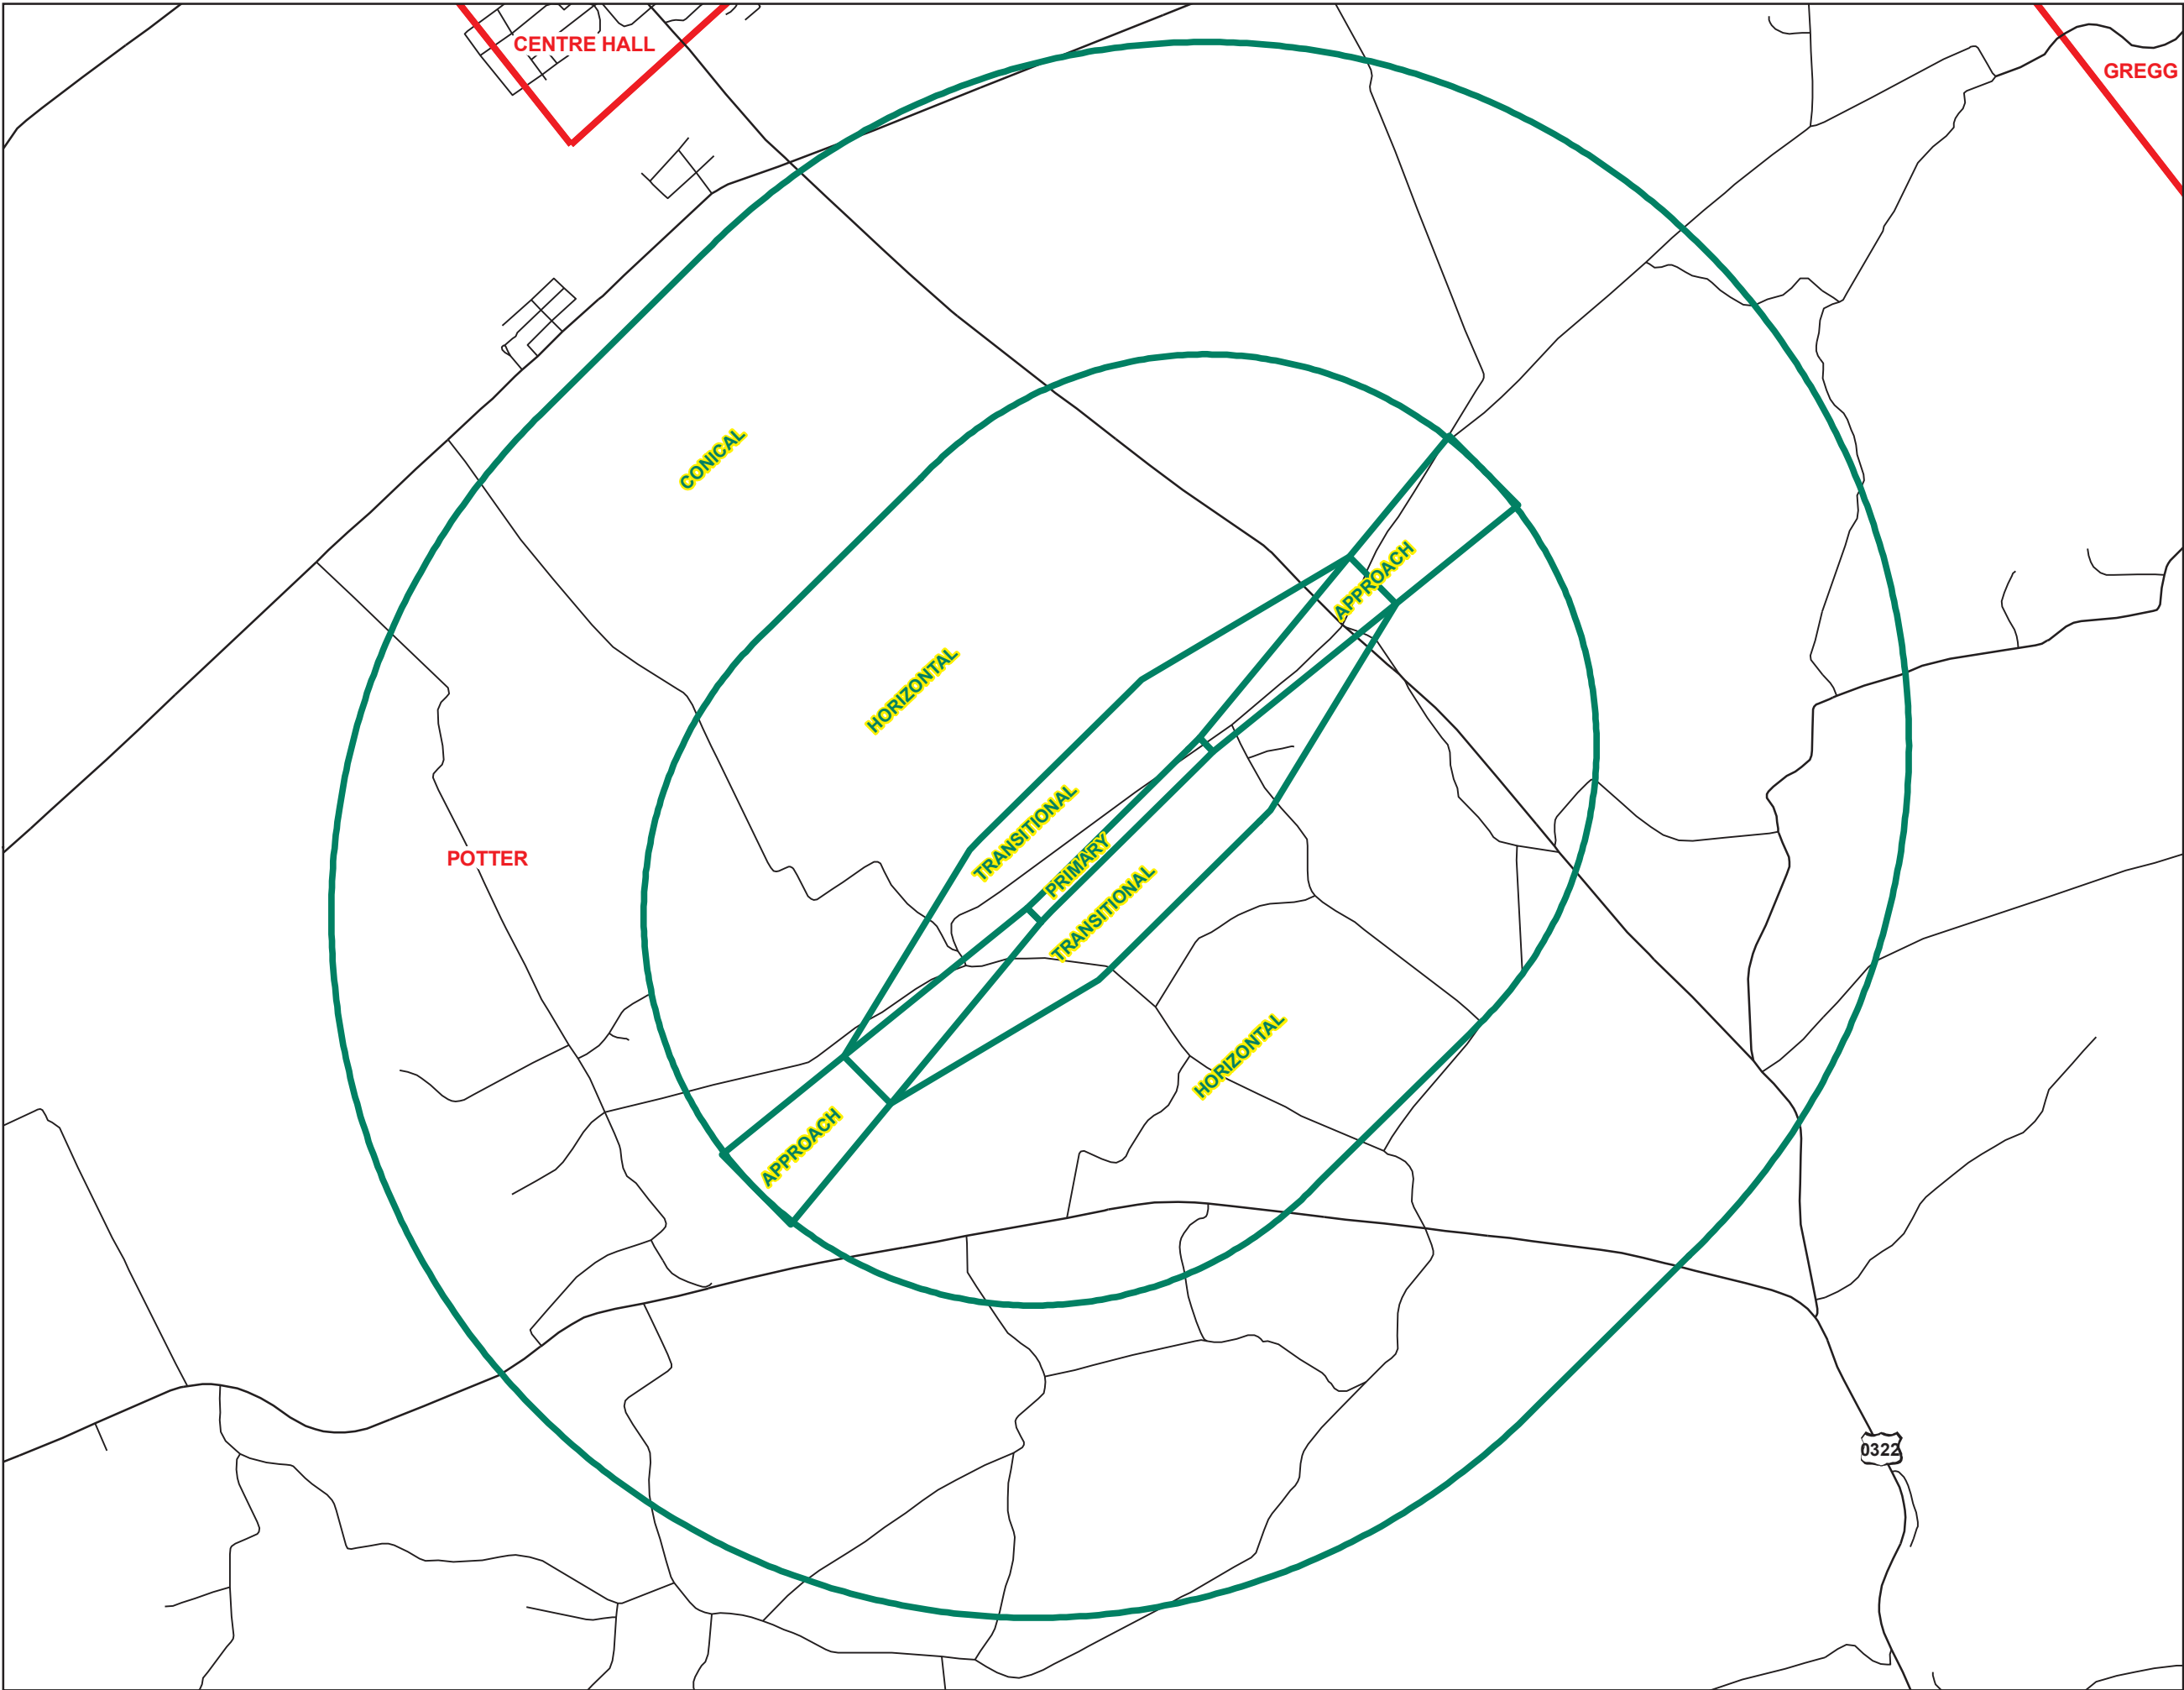 CENTRE HALL
GREGG
CONICAL
APPROACH
HORIZONTAL
TRANSITIONAL
PRIMARY
POTTER
TRANSITIONAL
HORIZONTAL
APPROACH
0322